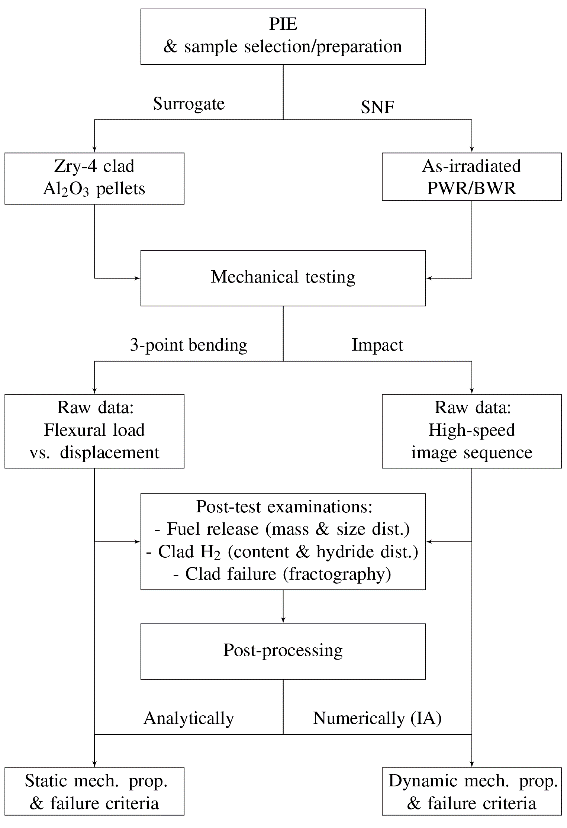 PIE
& sample selection/preparation
Surrogate
SNF
Zry-4 clad
Al₂O₃ pellets
As-irradiated
PWR/BWR
Mechanical testing
3-point bending
Impact
Raw data:
Flexural load
vs. displacement
Raw data:
High-speed
image sequence
Post-test examinations:
- Fuel release (mass & size dist.)
- Clad H₂ (content & hydride dist.)
- Clad failure (fractography)
Post-processing
Analytically
Numerically (IA)
Static mech. prop.
& failure criteria
Dynamic mech. prop.
& failure criteria